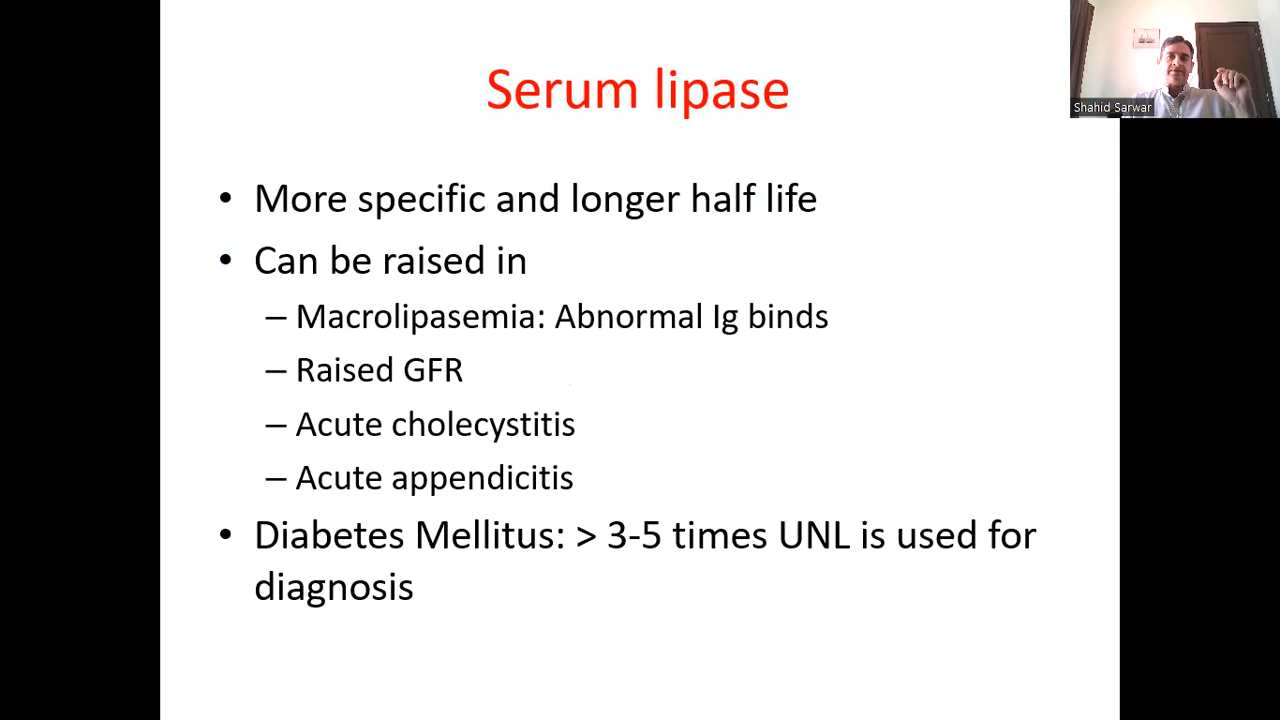 Serum lipase
Shahid Sarwar
• More specific and longer half life
• Can be raised in
– Macrolipasemia: Abnormal Ig binds
– Raised GFR
– Acute cholecystitis
– Acute appendicitis
• Diabetes Mellitus: > 3-5 times UNL is used for
diagnosis